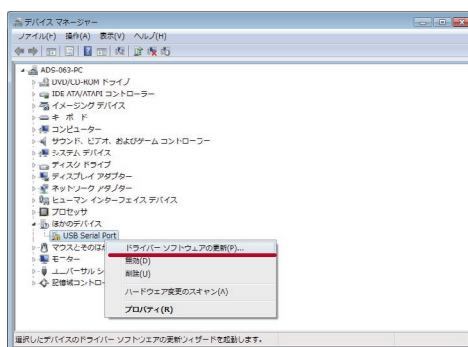 デバイス マネージャー
ファイル(F) 操作(A) 表示(V) ヘルプ(H)
ADS-063-PC
DVD/CD-ROM ドライブ
IDE ATA/ATAPI コントローラー
イメージング デバイス
キーボード
コンピューター
サウンド、ビデオ、およびゲーム コントローラー
システム デバイス
ディスク ドライブ
ディスプレイ アダプター
ネットワーク アダプター
ヒューマン インターフェイス デバイス
プロセッサ
ほかのデバイス
USB Serial Port
ドライバー ソフトウェアの更新(P)...
マウスとそのほか
無効(D)
モニター
削除(U)
ユニバーサル シ
ハードウェア変更のスキャン(A)
記憶域コントロー
プロパティ(R)
選択したデバイスのドライバー ソフトウェアの更新ウィザードを起動します。